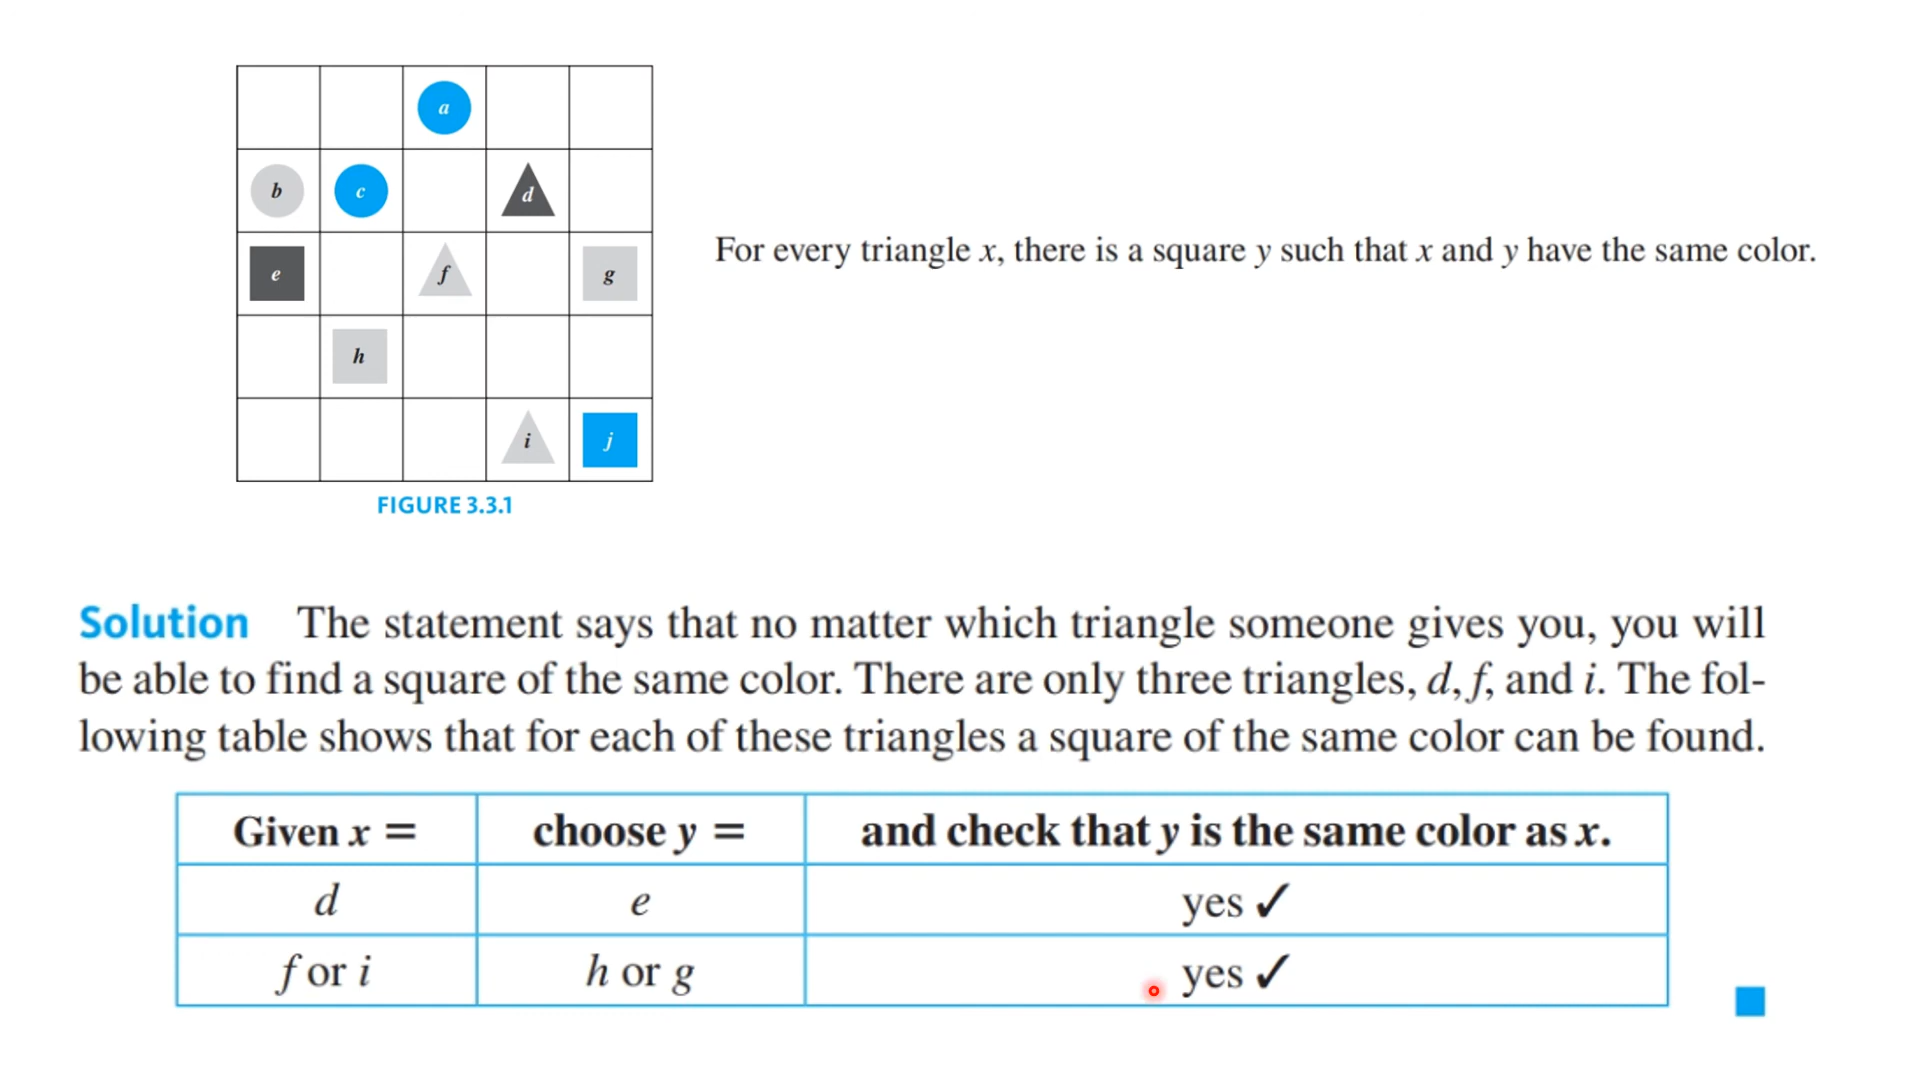 a
b c d
e f g
h
i j
FIGURE 3.3.1
For every triangle x, there is a square y such that x and y have the same color.
Solution The statement says that no matter which triangle someone gives you, you will
be able to find a square of the same color. There are only three triangles, d, f, and i. The fol-
lowing table shows that for each of these triangles a square of the same color can be found.
Given x = choose y = and check that y is the same color as x.
d e yes ✓
f or i h or g yes ✓